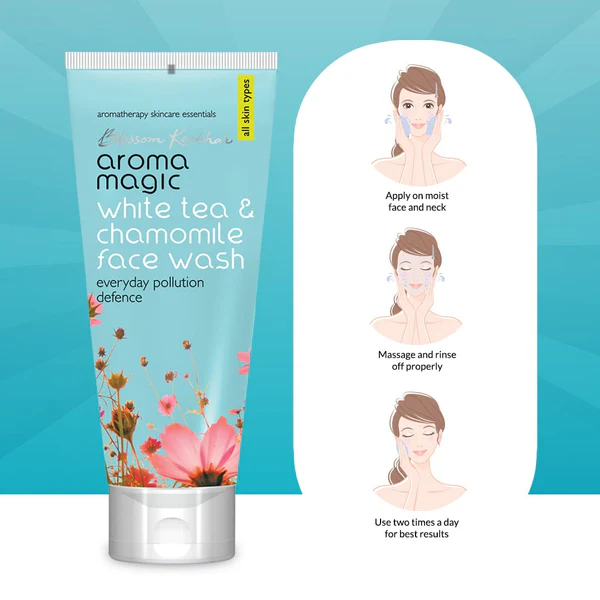 aromatherapy skincare essentials
all skin types
Blossom Kochhar
aroma
magic
white tea &
chamomile
face wash
everyday pollution
defence
Apply on moist
face and neck
Massage and rinse
off properly
Use two times a day
for best results